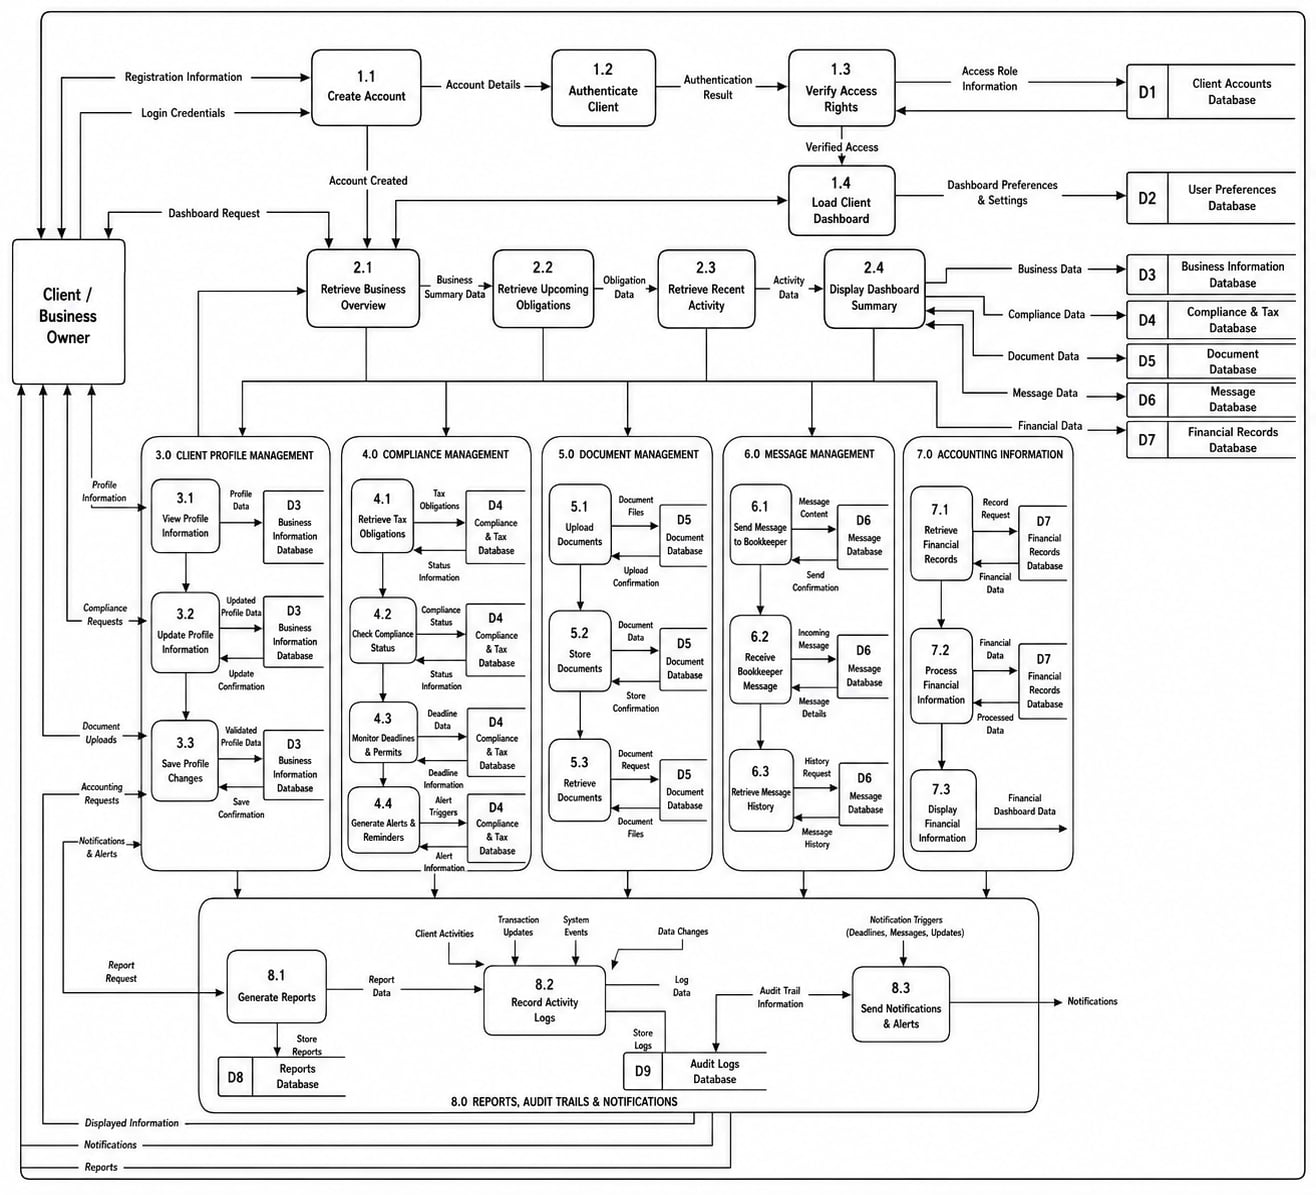 Registration Information
Login Credentials
1.1
Create Account
Account Details
1.2
Authenticate
Client
Authentication
Result
1.3
Verify Access
Rights
Access Role
Information
D1
Client Accounts
Database
Verified Access
Account Created
1.4
Load Client
Dashboard
Dashboard Preferences
& Settings
D2
User Preferences
Database
Dashboard Request
Client /
Business
Owner
2.1
Retrieve Business
Overview
Business
Summary Data
2.2
Retrieve Upcoming
Obligations
Obligation
Data
2.3
Retrieve Recent
Activity
Activity
Data
2.4
Display Dashboard
Summary
Business Data
D3
Business Information
Database
Compliance Data
D4
Compliance & Tax
Database
Document Data
D5
Document
Database
Message Data
D6
Message
Database
Financial Data
D7
Financial Records
Database
Profile
Information
Compliance
Requests
Document
Uploads
Accounting
Requests
Notifications
& Alerts
Report
Request
3.0 CLIENT PROFILE MANAGEMENT
3.1
View Profile
Information
Profile
Data
D3
Business
Information
Database
3.2
Update Profile
Information
Updated
Profile Data
D3
Business
Information
Database
Update
Confirmation
3.3
Save Profile
Changes
Validated
Profile Data
D3
Business
Information
Database
Save
Confirmation
4.0 COMPLIANCE MANAGEMENT
4.1
Retrieve Tax
Obligations
Tax
Obligations
D4
Compliance
& Tax
Database
Status
Information
4.2
Check Compliance
Status
Compliance
Status
D4
Compliance
& Tax
Database
Status
Information
4.3
Monitor Deadlines
& Permits
Deadline
Data
D4
Compliance
& Tax
Database
Deadline
Information
4.4
Generate Alerts &
Reminders
Alert
Triggers
D4
Compliance
& Tax
Database
Alert
Information
5.0 DOCUMENT MANAGEMENT
5.1
Upload
Documents
Document
Files
D5
Document
Database
Upload
Confirmation
5.2
Store
Documents
Document
Data
D5
Document
Database
Store
Confirmation
5.3
Retrieve
Documents
Document
Request
D5
Document
Database
Document
Files
6.0 MESSAGE MANAGEMENT
6.1
Send Message
to Bookkeeper
Message
Content
D6
Message
Database
Send
Confirmation
6.2
Receive
Bookkeeper
Message
Incoming
Message
D6
Message
Database
Message
Details
6.3
Retrieve Message
History
History
Request
D6
Message
Database
Message
History
7.0 ACCOUNTING INFORMATION
7.1
Retrieve
Financial
Records
Record
Request
D7
Financial
Records
Database
Financial
Data
7.2
Process
Financial
Information
Financial
Data
D7
Financial
Records
Database
Processed
Data
7.3
Display
Financial
Information
Financial
Dashboard Data
8.1
Generate Reports
Report
Data
Store
Reports
D8
Reports
Database
Client Activities
Transaction
Updates
System
Events
Data Changes
8.2
Record Activity
Logs
Log
Data
Store
Logs
D9
Audit Logs
Database
Audit Trail
Information
Notification Triggers
(Deadlines, Messages, Updates)
8.3
Send Notifications
& Alerts
Notifications
8.0 REPORTS, AUDIT TRAILS & NOTIFICATIONS
Displayed Information
Notifications
Reports